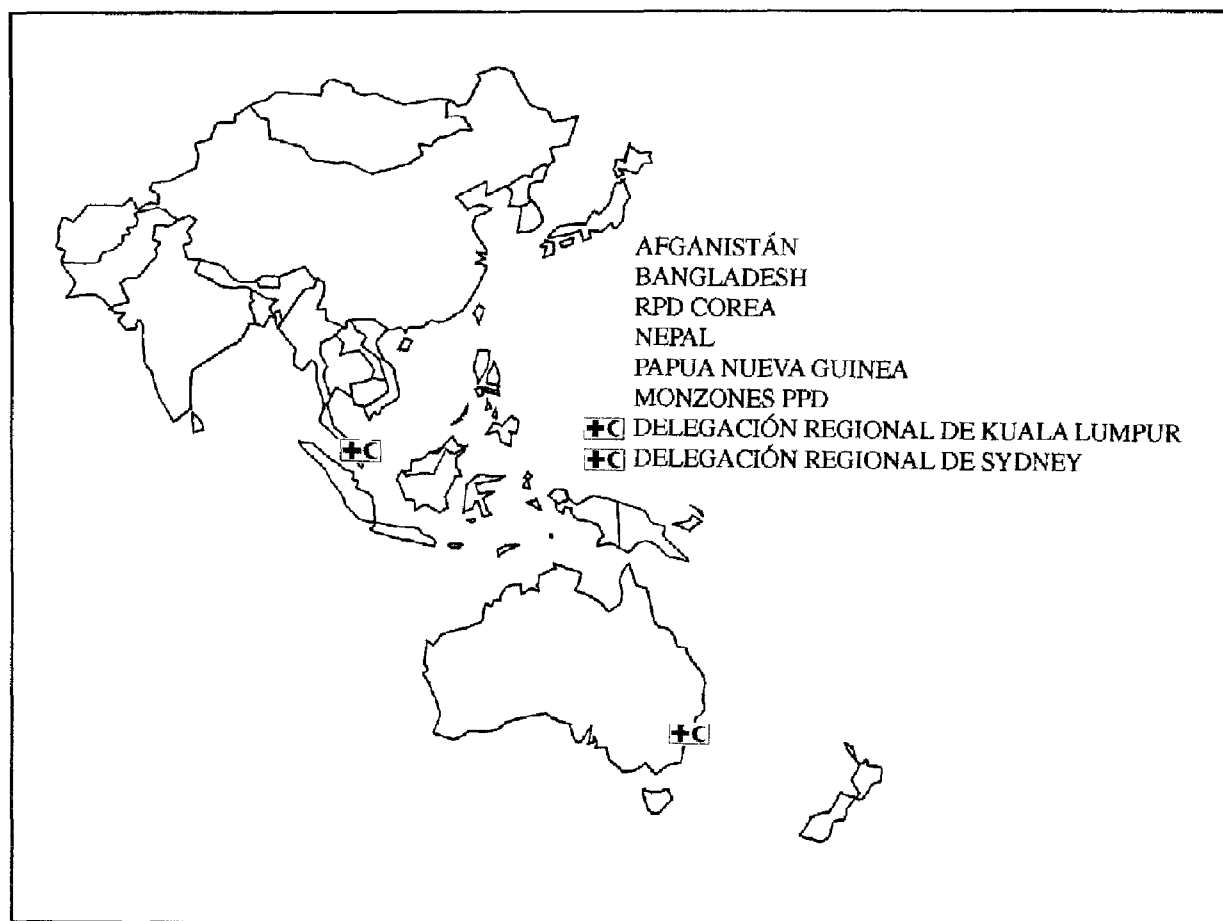 AFGANISTÁN
BANGLADESH
RPD COREA
NEPAL
PAPUA NUEVA GUINEA
MONZONES PPD
DELEGACIÓN REGIONAL DE KUALA LUMPUR
DELEGACIÓN REGIONAL DE SYDNEY